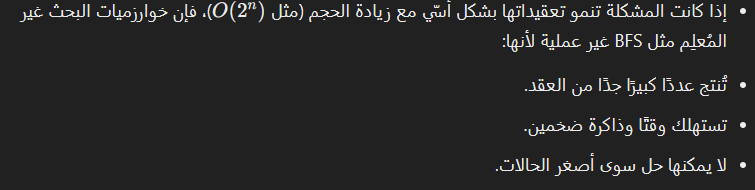 • إذا كانت المشكلة تنمو تعقيداتها بشكل أسّي مع زيادة الحجم (مثل O(2ⁿ))، فإن خوارزميات البحث غير
المُعلِم مثل BFS غير عملية لأنها:
• تُنتج عددًا كبيرًا جدًا من العقد.
• تستهلك وقتًا وذاكرة ضخمين.
• لا يمكنها حل سوى أصغر الحالات.